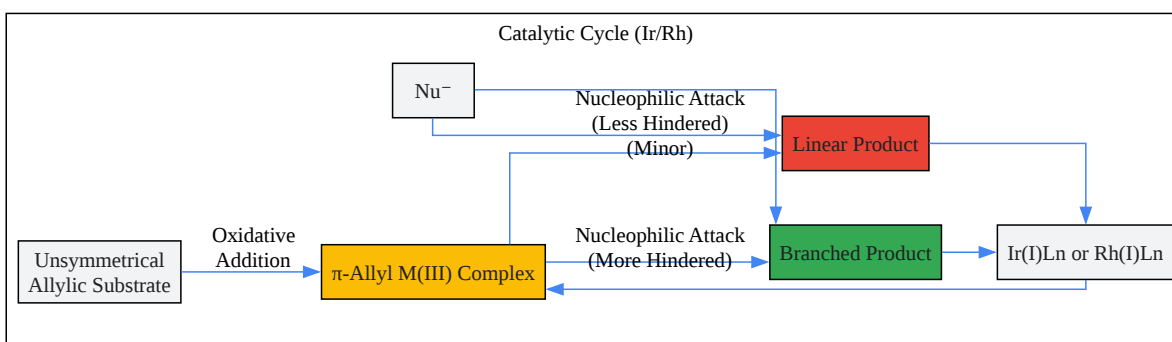 Catalytic Cycle (Ir/Rh)
Nu⁻
Nucleophilic Attack
(Less Hindered)
(Minor)
Linear Product
Oxidative
Addition
Unsymmetrical
Allylic Substrate
π-Allyl M(III) Complex
Nucleophilic Attack
(More Hindered)
Branched Product
Ir(I)Ln or Rh(I)Ln